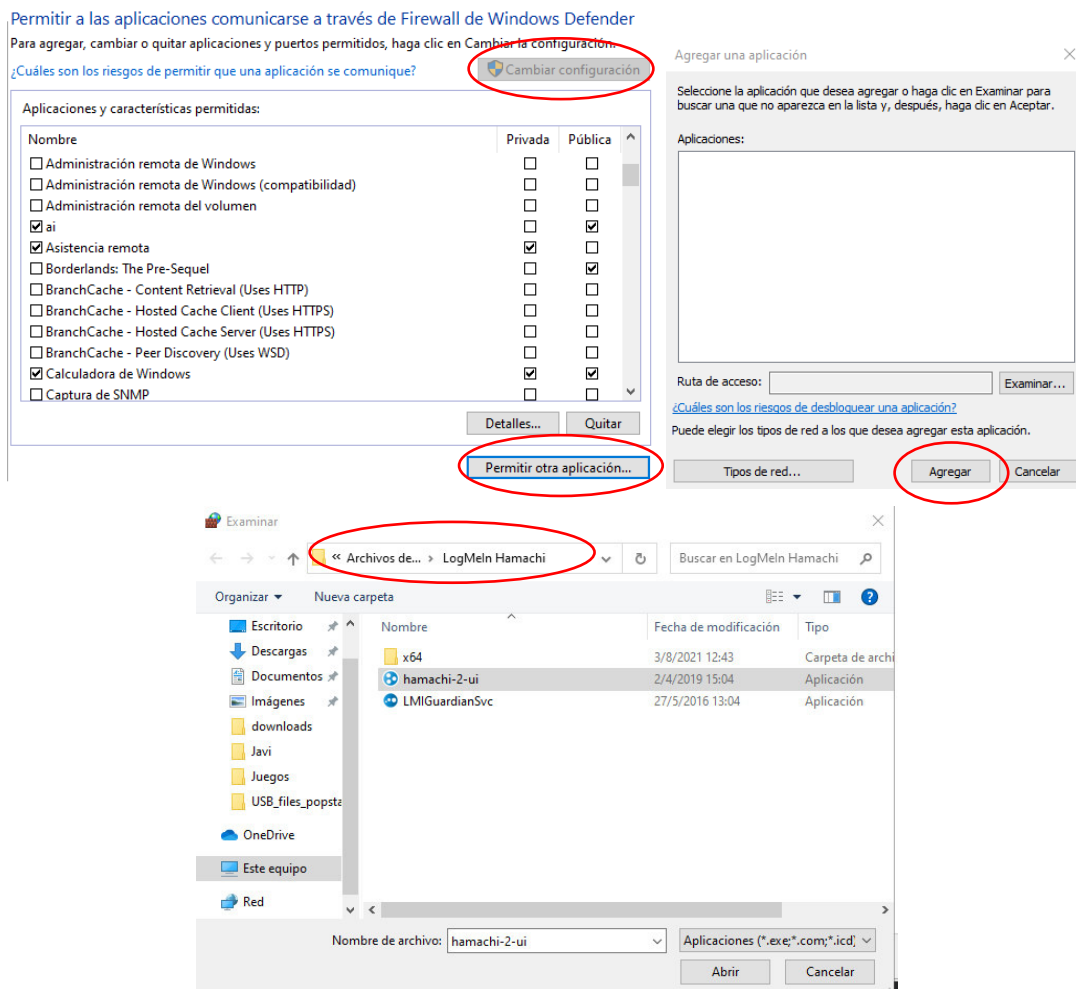 Permitir a las aplicaciones comunicarse a través de Firewall de Windows Defender
Para agregar, cambiar o quitar aplicaciones y puertos permitidos, haga clic en Cambiar la configuración.
¿Cuáles son los riesgos de permitir que una aplicación se comunique?
Cambiar configuración
Aplicaciones y características permitidas:
Nombre Privada Pública
Administración remota de Windows
Administración remota de Windows (compatibilidad)
Administración remota del volumen
ai
Asistencia remota
Borderlands: The Pre-Sequel
BranchCache - Content Retrieval (Uses HTTP)
BranchCache - Hosted Cache Client (Uses HTTPS)
BranchCache - Hosted Cache Server (Uses HTTPS)
BranchCache - Peer Discovery (Uses WSD)
Calculadora de Windows
Captura de SNMP
Detalles... Quitar
Permitir otra aplicación...
Agregar una aplicación
Seleccione la aplicación que desea agregar o haga clic en Examinar para
buscar una que no aparezca en la lista y, después, haga clic en Aceptar.
Aplicaciones:
Ruta de acceso: Examinar...
¿Cuáles son los riesgos de desbloquear una aplicación?
Puede elegir los tipos de red a los que desea agregar esta aplicación.
Tipos de red... Agregar Cancelar
Examinar
« Archivos de... › LogMeIn Hamachi Buscar en LogMeIn Hamachi
Organizar Nueva carpeta
Escritorio
Descargas
Documentos
Imágenes
downloads
Javi
Juegos
USB_files_popsta
OneDrive
Este equipo
Red
Nombre Fecha de modificación Tipo
x64 3/8/2021 12:43 Carpeta de archi
hamachi-2-ui 2/4/2019 15:04 Aplicación
LMIGuardianSvc 27/5/2016 13:04 Aplicación
Nombre de archivo: hamachi-2-ui Aplicaciones (*.exe;*.com;*.icd)
Abrir Cancelar